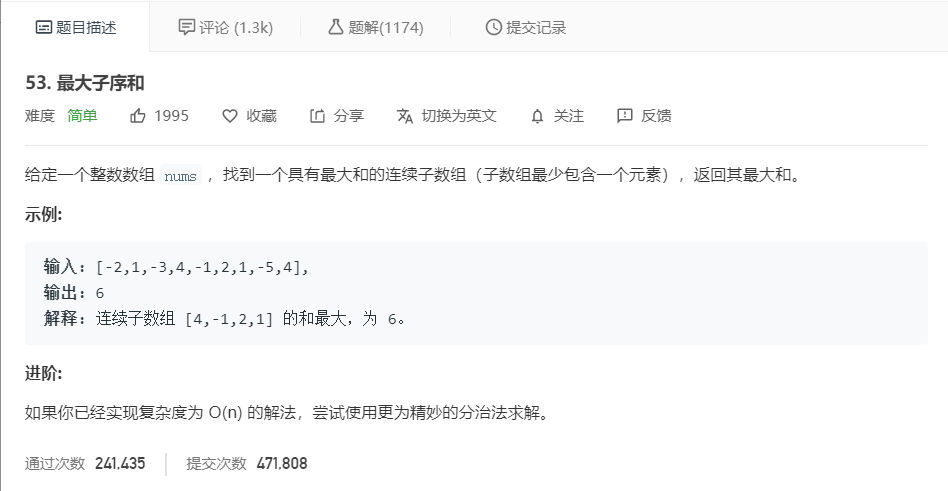 题目描述 评论 (1.3k) 题解(1174) 提交记录
53. 最大子序和
难度 简单 1995 收藏 分享 切换为英文 关注 反馈
给定一个整数数组 nums ，找到一个具有最大和的连续子数组（子数组最少包含一个元素），返回其最大和。
示例:
输入: [-2,1,-3,4,-1,2,1,-5,4],
输出: 6
解释: 连续子数组 [4,-1,2,1] 的和最大，为 6。
进阶:
如果你已经实现复杂度为 O(n) 的解法，尝试使用更为精妙的分治法求解。
通过次数 241,435 提交次数 471,808